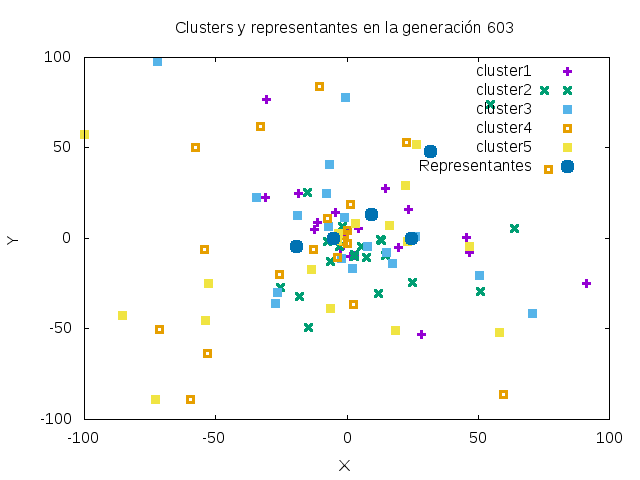 Clusters y representantes en la generación 603
100
50
0
-50
-100
-100
-50
0
50
100
Y
X
cluster1
cluster2
cluster3
cluster4
cluster5
Representantes